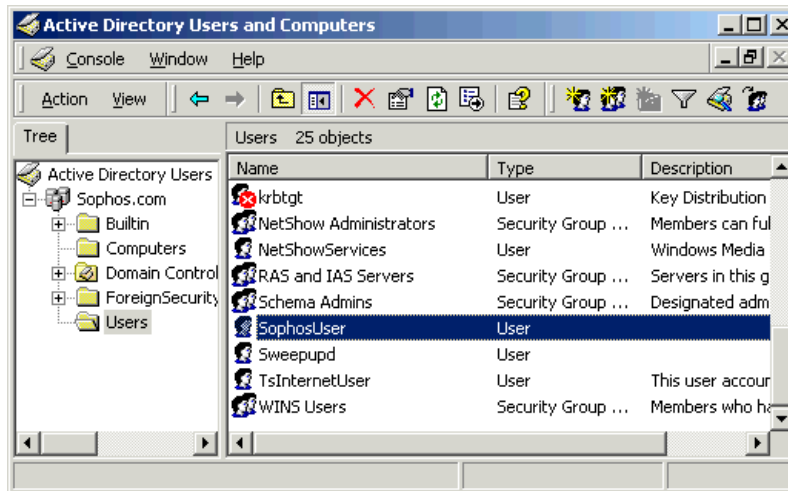 Active Directory Users and Computers
Console Window Help
Action View
Tree
Users 25 objects
Active Directory Users
Sophos.com
Builtin
Computers
Domain Control
ForeignSecurity
Users
Name Type Description
krbtgt User Key Distribution
NetShow Administrators Security Group ... Members can ful
NetShowServices User Windows Media
RAS and IAS Servers Security Group ... Servers in this g
Schema Admins Security Group ... Designated adm
SophosUser User
Sweepupd User
TsInternetUser User This user accour
WINS Users Security Group ... Members who ha